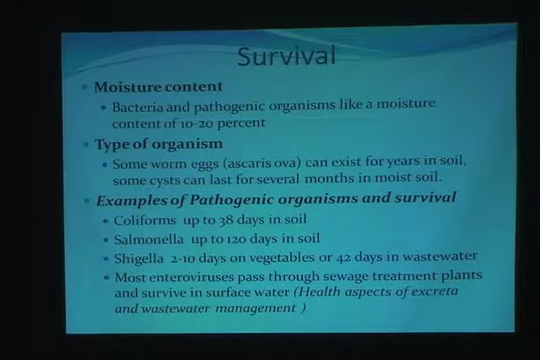 Survival
Moisture content
Bacteria and pathogenic organisms like a moisture
content of 10-20 percent
Type of organism
Some worm eggs (ascaris ova) can exist for years in soil,
some cysts can last for several months in moist soil.
Examples of Pathogenic organisms and survival
Coliforms up to 38 days in soil
Salmonella up to 120 days in soil
Shigella 2-10 days on vegetables or 42 days in wastewater
Most enteroviruses pass through sewage treatment plants
and survive in surface water (Health aspects of excreta
and wastewater management )